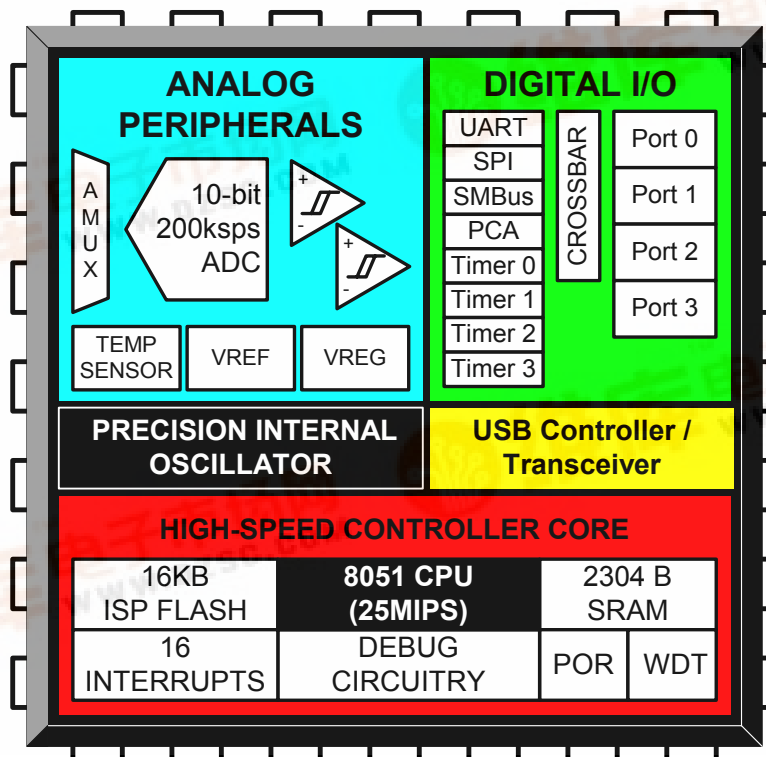 ANALOG
PERIPHERALS
A
M
U
X
10-bit
200ksps
ADC
+
-
+
-
TEMP
SENSOR
VREF
VREG
DIGITAL I/O
UART
SPI
SMBus
PCA
Timer 0
Timer 1
Timer 2
Timer 3
CROSSBAR
Port 0
Port 1
Port 2
Port 3
PRECISION INTERNAL
OSCILLATOR
USB Controller /
Transceiver
HIGH-SPEED CONTROLLER CORE
16KB
ISP FLASH
8051 CPU
(25MIPS)
2304 B
SRAM
16
INTERRUPTS
DEBUG
CIRCUITRY
POR
WDT